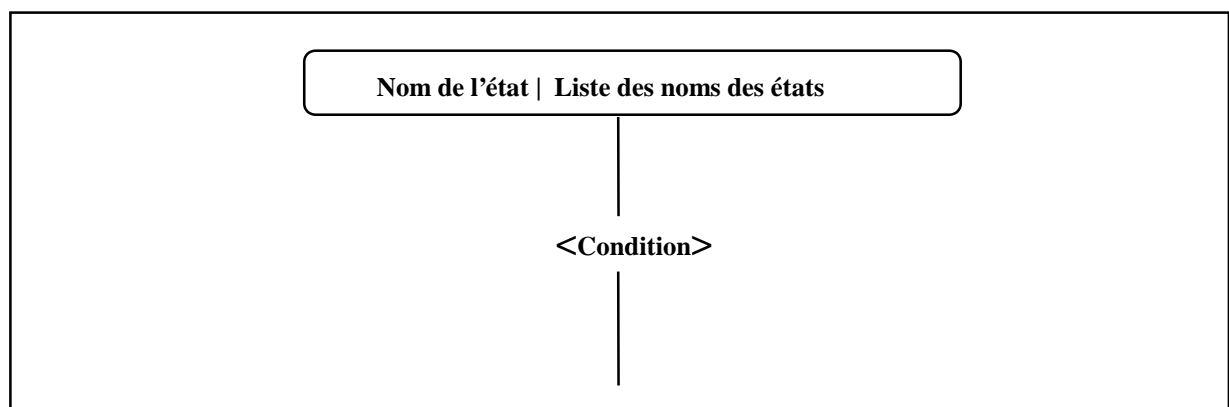 Nom de l’état | Liste des noms des états
<Condition>